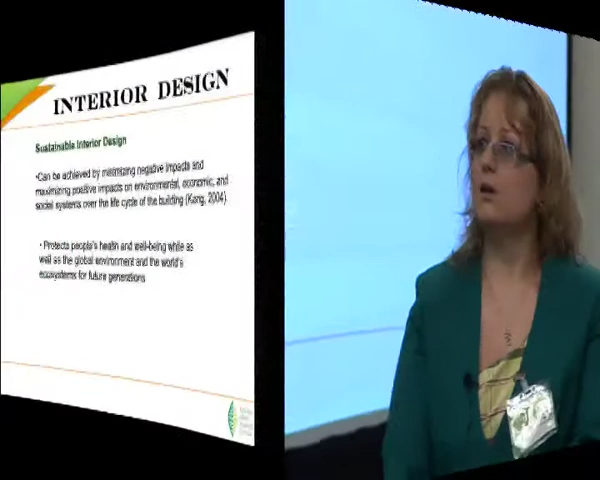 INTERIOR DESIGN
Sustainable Interior Design
•Can be achieved by minimizing negative impacts and
maximizing positive impacts on environmental, economic, and
social systems over the life cycle of the building (Kang, 2004)
• Protects people's health and well-being while as
well as the global environment and the world's
ecosystems for future generations